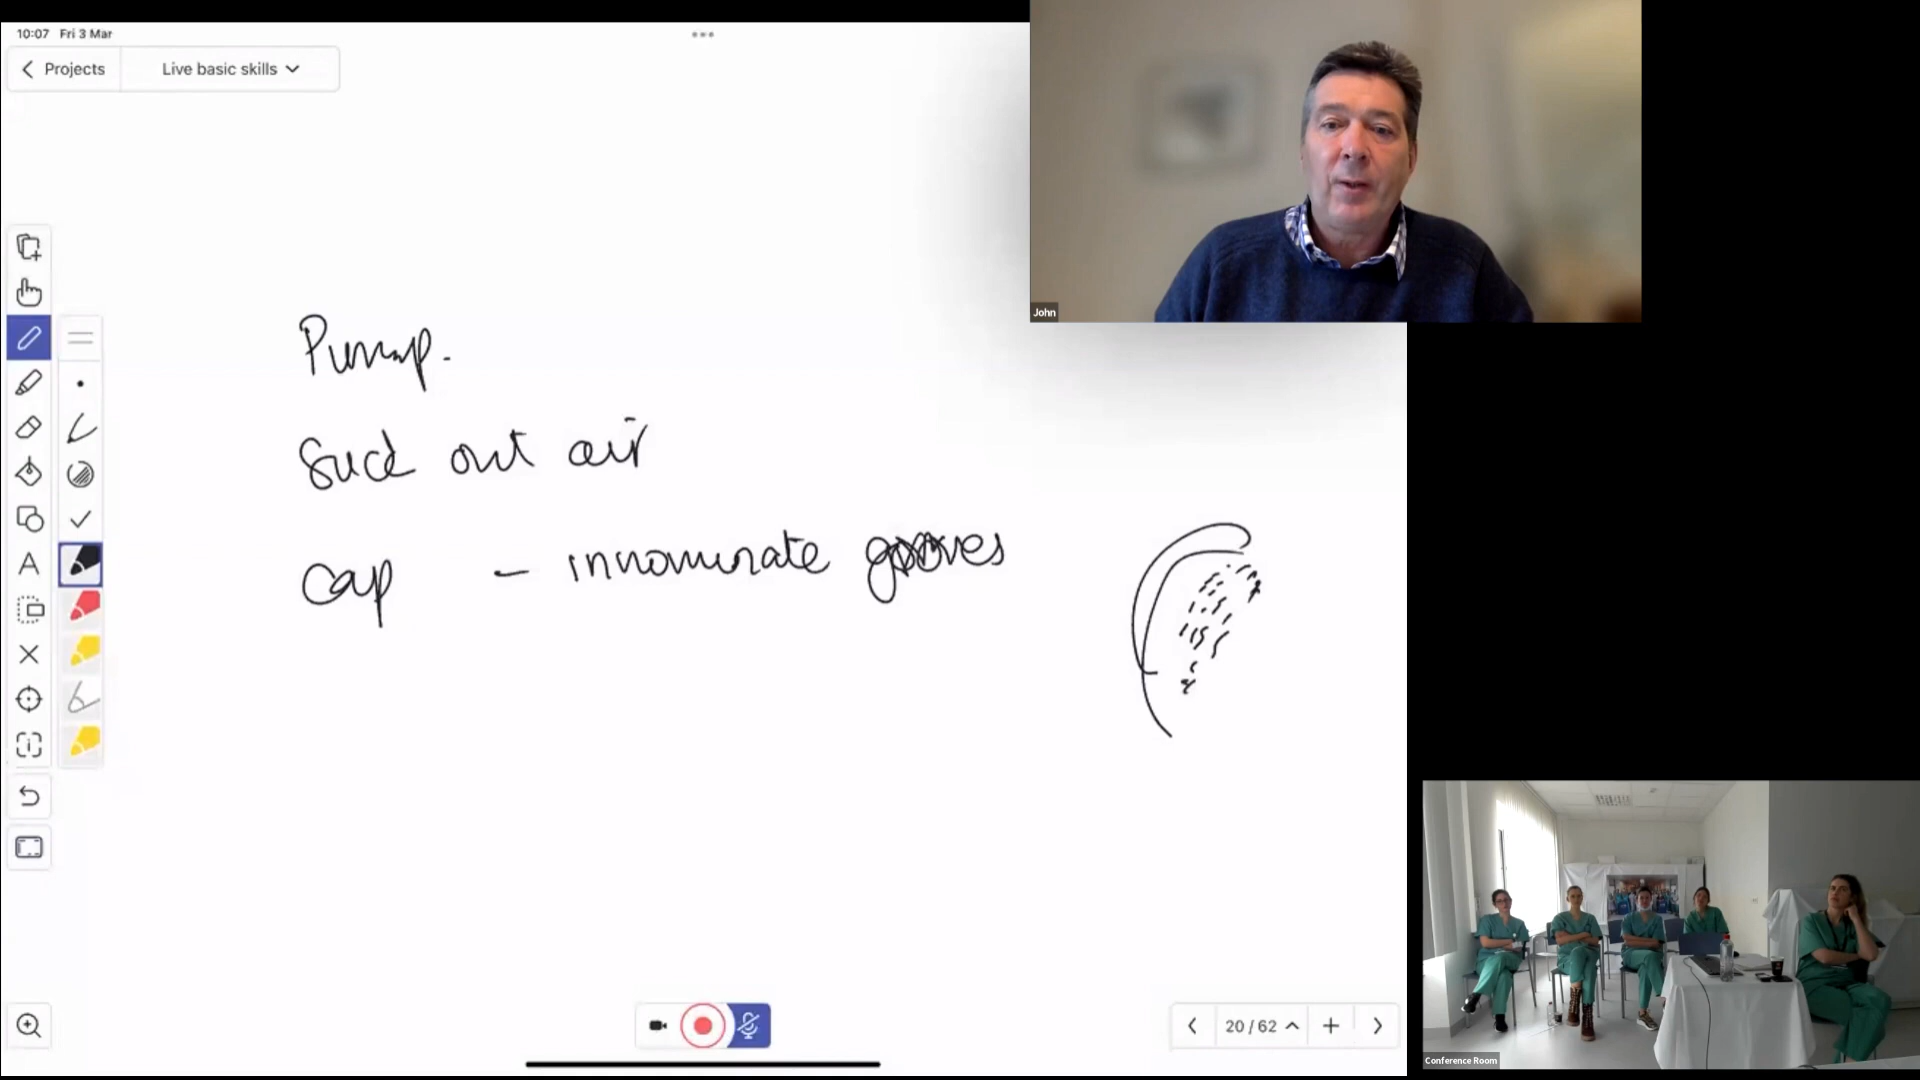 10:07 Fri 3 Mar
Projects
Live basic skills
John
Pump.
Suck out air
cap - innominate grooves
A
20/62
Conference Room